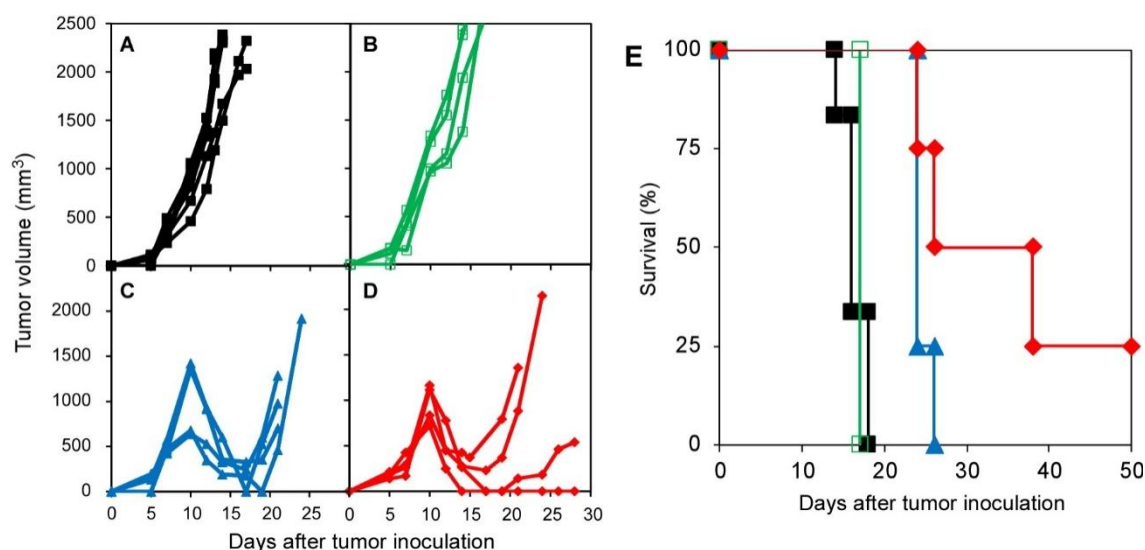 A
B
2500
2000
1500
1000
500
0
C
D
2000
1500
1000
500
0
0 5 10 15 20 25
0 5 10 15 20 25 30
Tumor volume (mm³)
Days after tumor inoculation
E
100
75
50
25
0
0 10 20 30 40 50
Survival (%)
Days after tumor inoculation